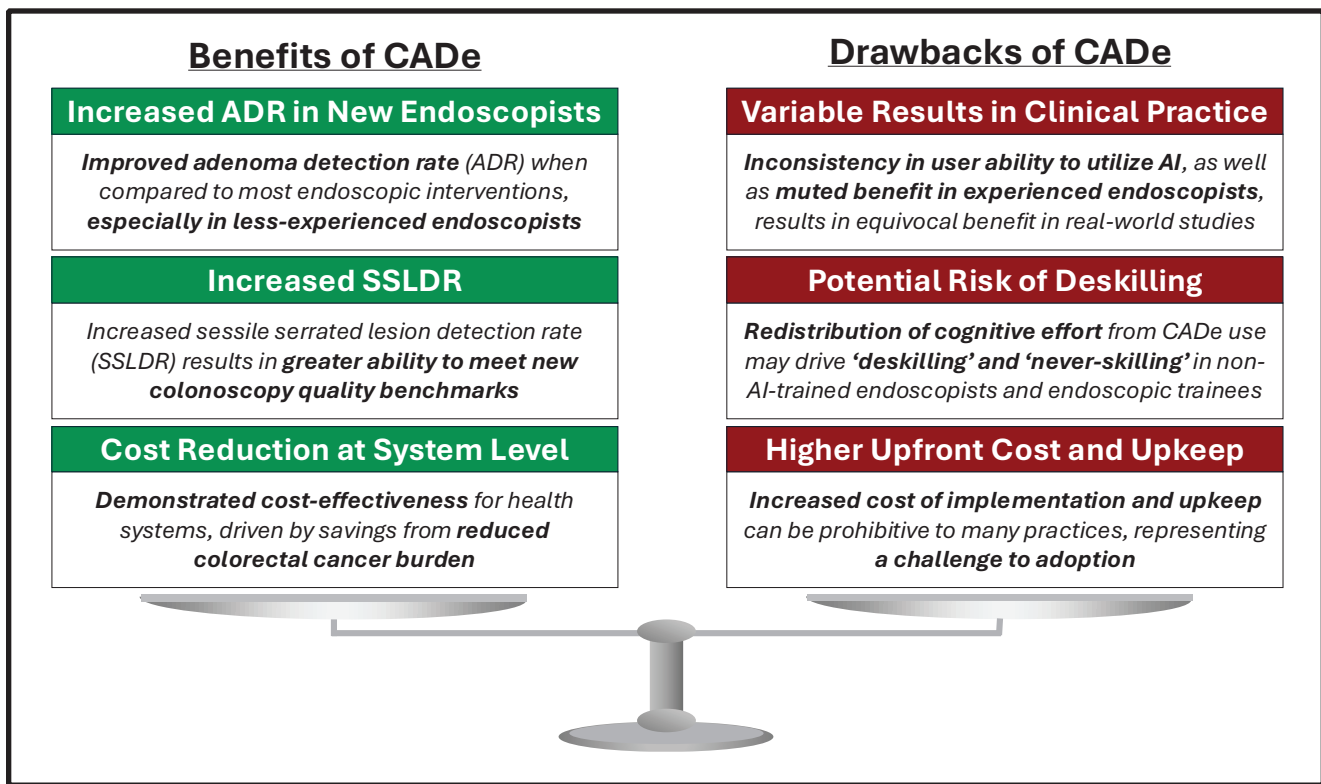 Benefits of CADe
Increased ADR in New Endoscopists
Improved adenoma detection rate (ADR) when
compared to most endoscopic interventions,
especially in less-experienced endoscopists
Increased SSLDR
Increased sessile serrated lesion detection rate
(SSLDR) results in greater ability to meet new
colonoscopy quality benchmarks
Cost Reduction at System Level
Demonstrated cost-effectiveness for health
systems, driven by savings from reduced
colorectal cancer burden
Drawbacks of CADe
Variable Results in Clinical Practice
Inconsistency in user ability to utilize AI, as well
as muted benefit in experienced endoscopists,
results in equivocal benefit in real-world studies
Potential Risk of Deskilling
Redistribution of cognitive effort from CADe use
may drive ‘deskilling’ and ‘never-skilling’ in non-
AI-trained endoscopists and endoscopic trainees
Higher Upfront Cost and Upkeep
Increased cost of implementation and upkeep
can be prohibitive to many practices, representing
a challenge to adoption